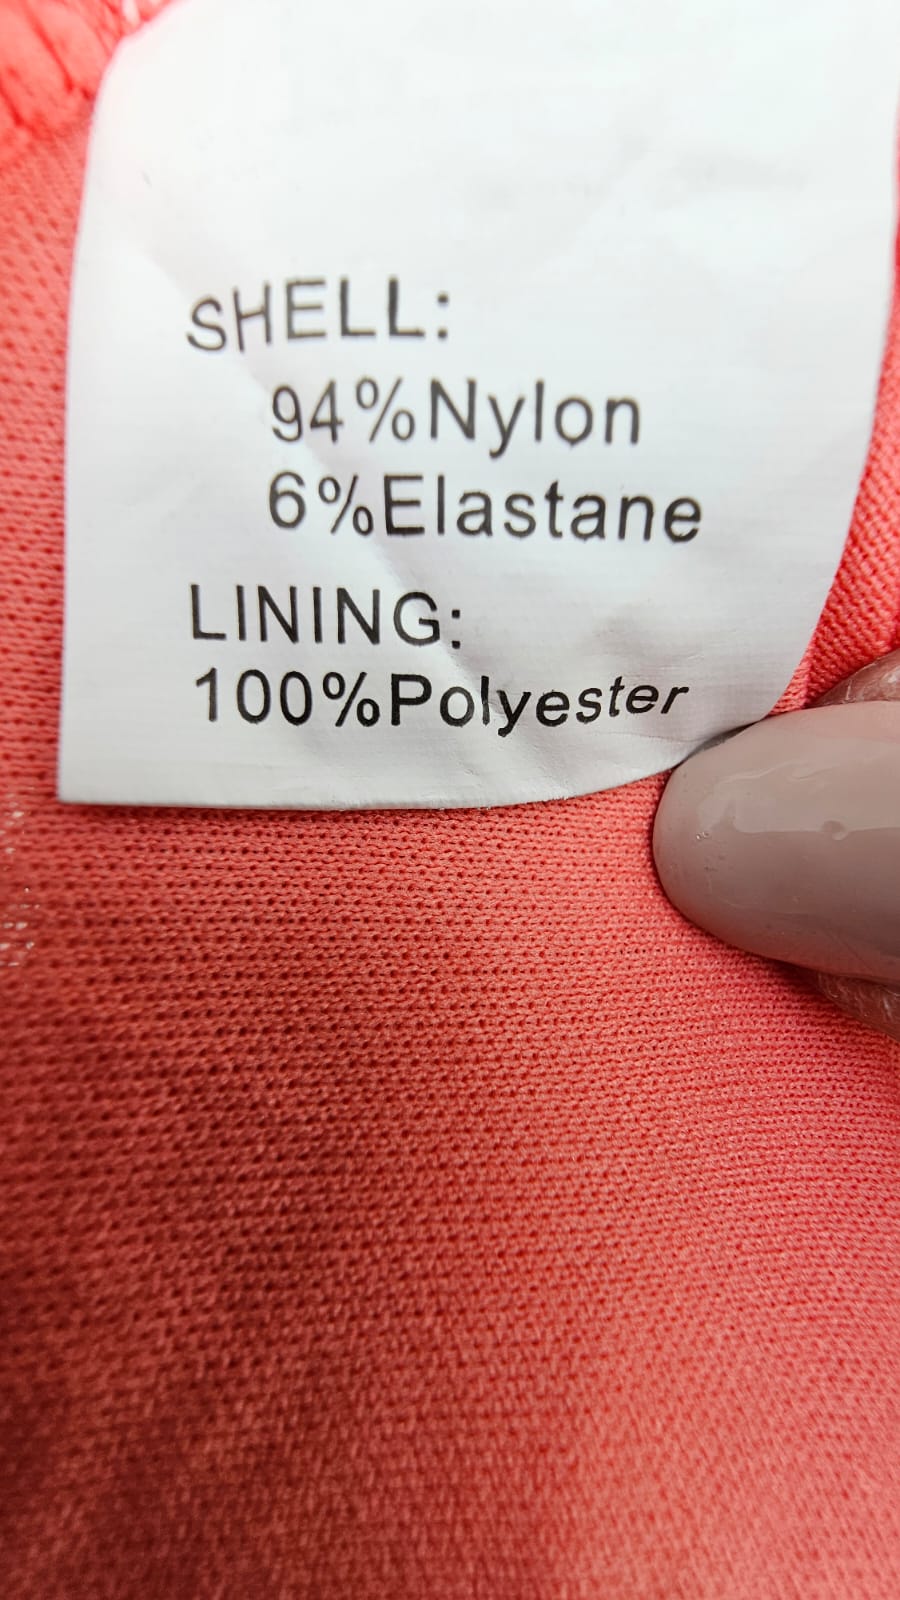 SHELL:
94%Nylon
6%Elastane
LINING:
100%Polyester